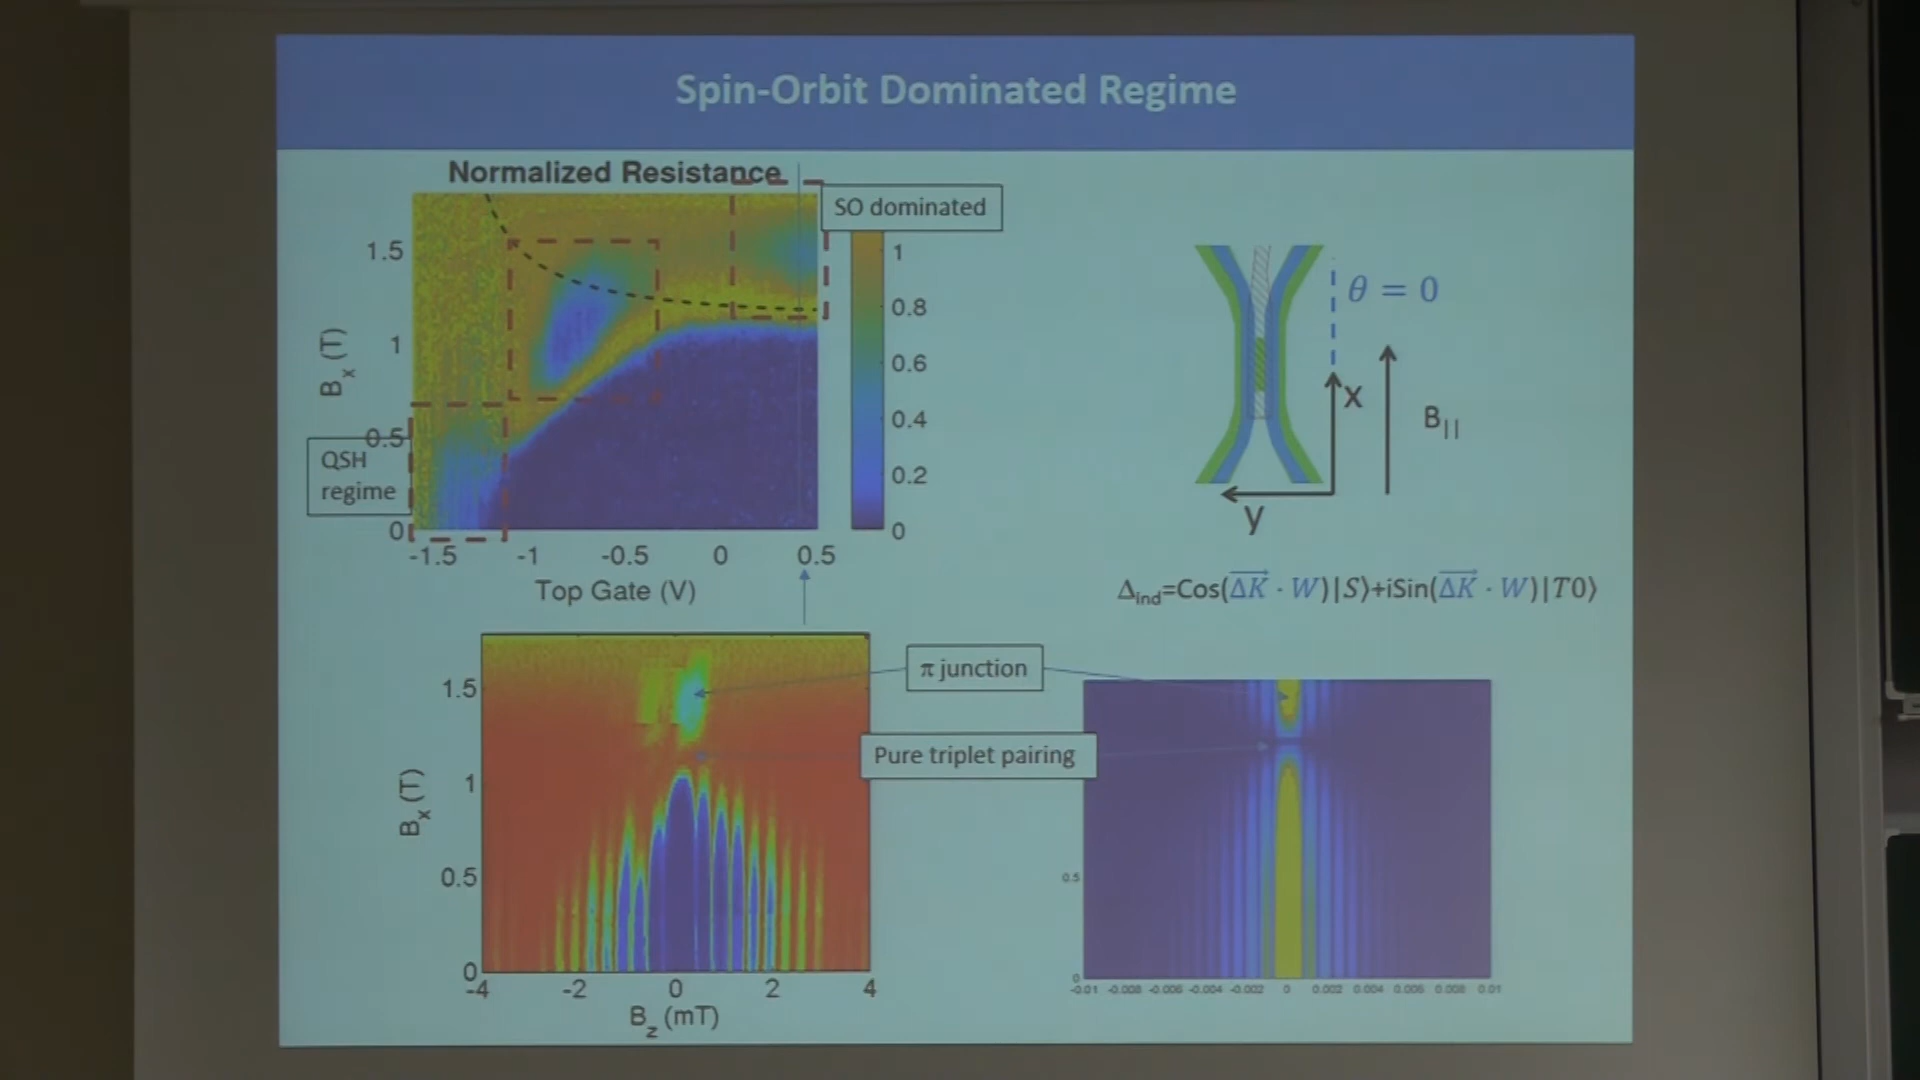 Spin-Orbit Dominated Regime
Normalized Resistance
SO dominated
1.5
1
0.5
0
B_x (T)
QSH
regime
-1.5 -1 -0.5 0 0.5
Top Gate (V)
1
0.8
0.6
0.4
0.2
0
θ = 0
x
B_||
y
Δ_ind=Cos(ΔK⃗ · W)|S⟩+iSin(ΔK⃗ · W)|T0⟩
π junction
Pure triplet pairing
1.5
1
0.5
0
B_x (T)
-4 -2 0 2 4
B_z (mT)
0.5
0
-0.01 -0.008 -0.006 -0.004 -0.002 0 0.002 0.004 0.006 0.008 0.01